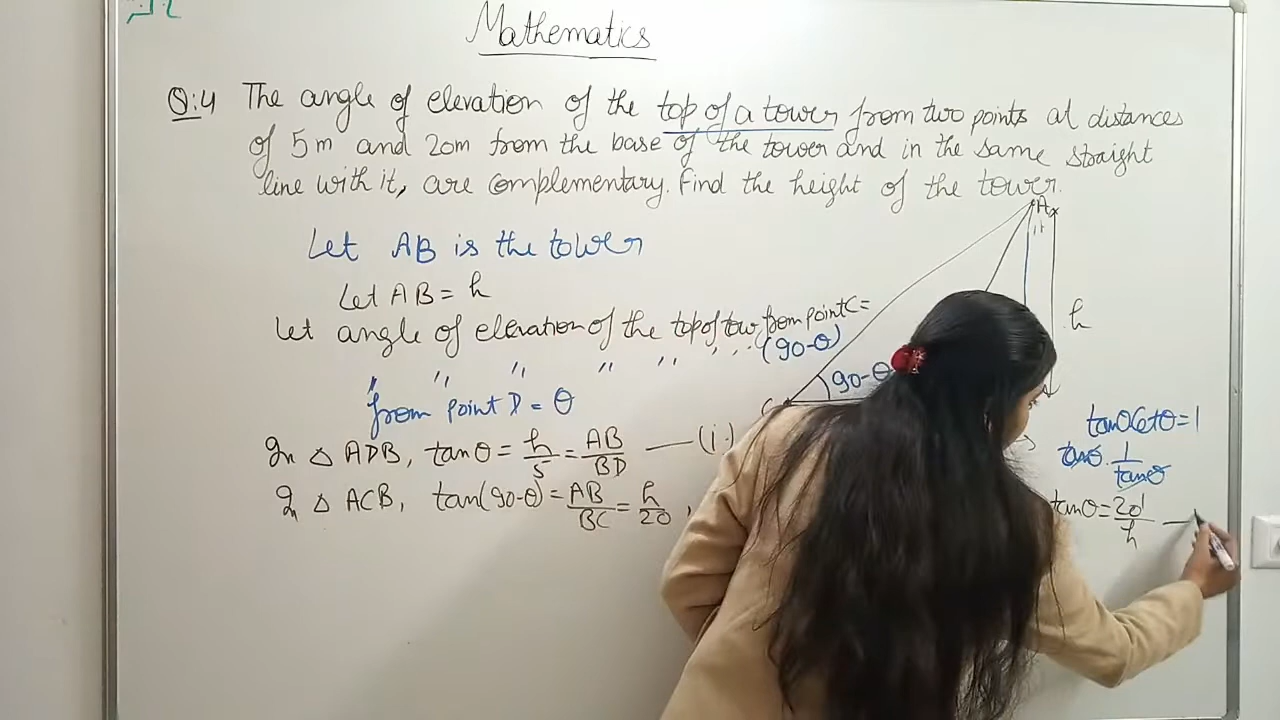 Mathematics
Q:4 The angle of elevation of the top of a tower from two points at distances
of 5m and 20m from the base of the tower and in the same straight
line with it, are complementary. Find the height of the tower.
Let AB is the tower
Let AB = h
Let angle of elevation of the top of tow from point C =
(90-θ)
" " " " " " "
from point D = θ
In △ ADB, tanθ = h/5 = AB/BD — (i)
In △ ACB, tan(90-θ) = AB/BC = h/20,
A
h
90-θ
C
tanθ cotθ = 1
tanθ. 1/tanθ
tanθ = 20/h —